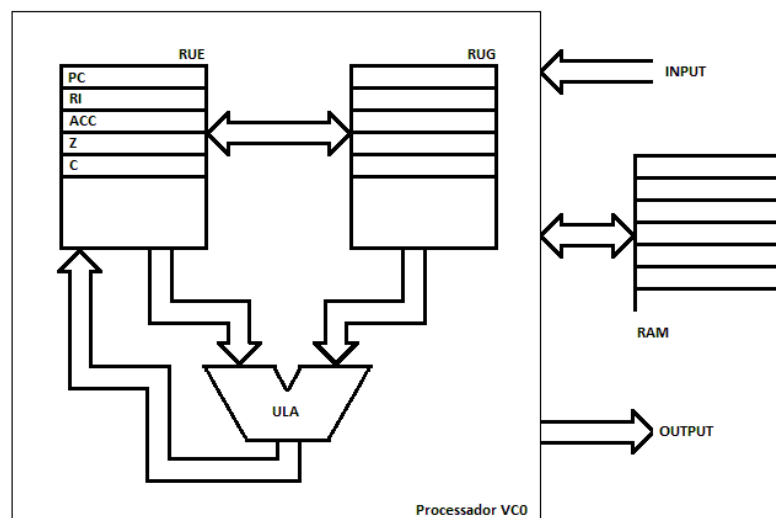 RUE
RUG
PC
RI
ACC
Z
C
INPUT
RAM
ULA
OUTPUT
Processador VC0